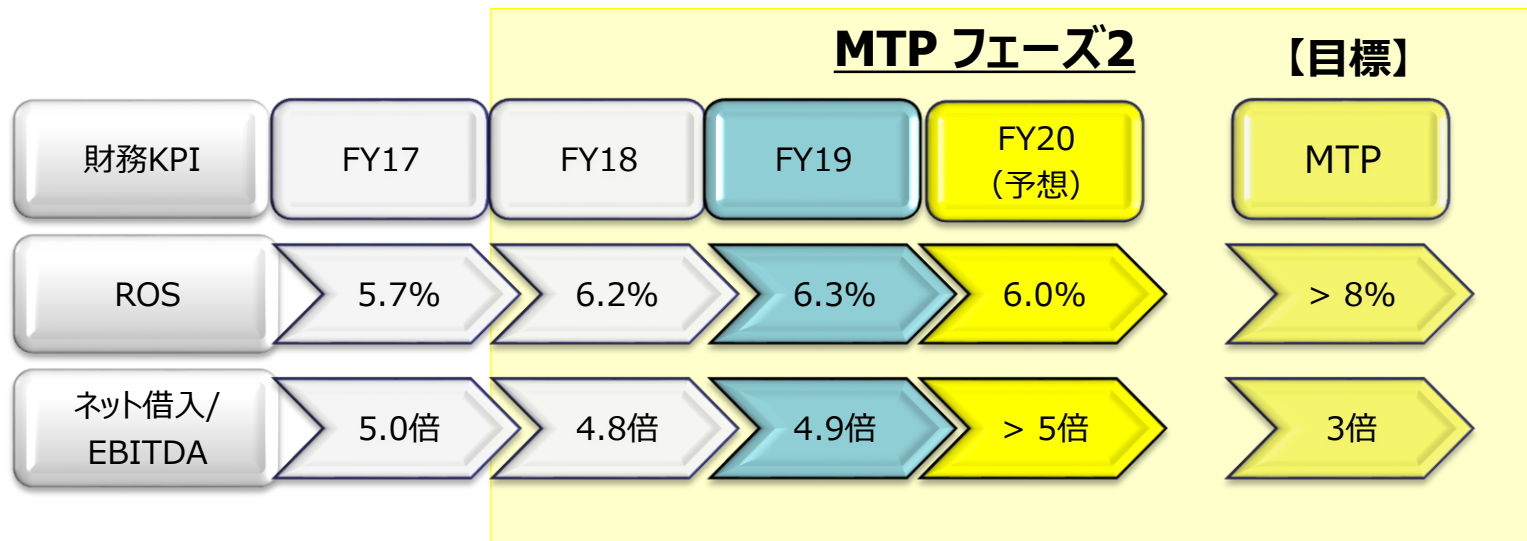 MTP フェーズ2
【目標】
財務KPI
FY17
FY18
FY19
FY20
(予想)
MTP
ROS
5.7%
6.2%
6.3%
6.0%
> 8%
ネット借入/
EBITDA
5.0倍
4.8倍
4.9倍
> 5倍
3倍